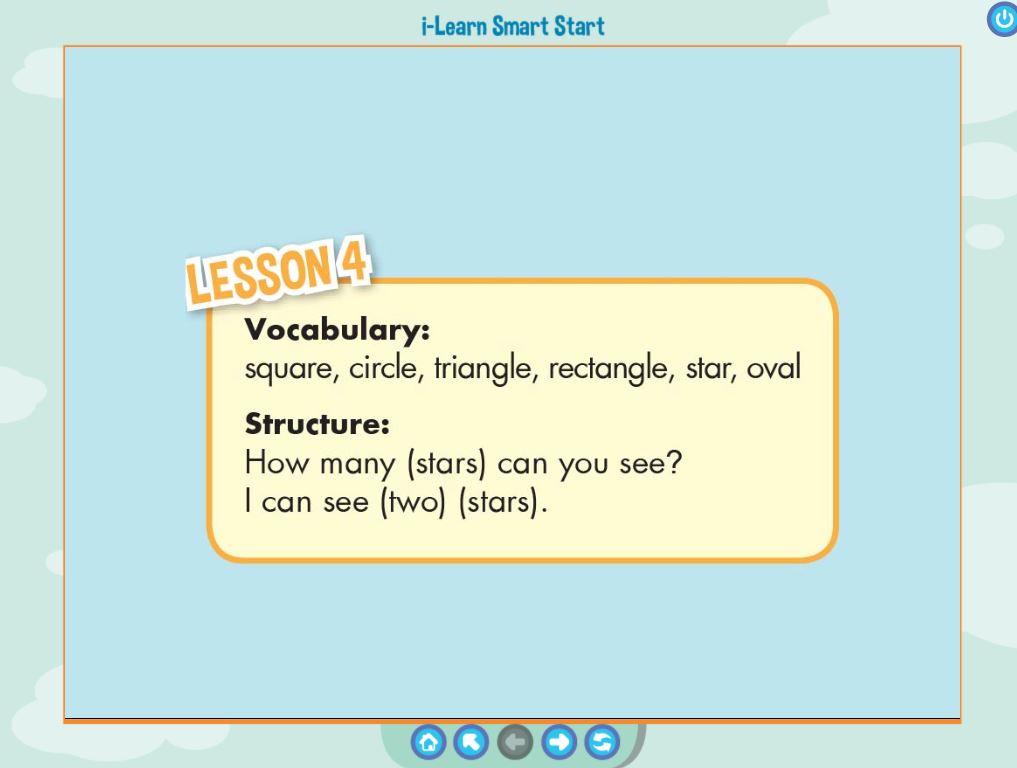 i-Learn Smart Start
LESSON 4
Vocabulary:
square, circle, triangle, rectangle, star, oval
Structure:
How many (stars) can you see?
I can see (two) (stars).